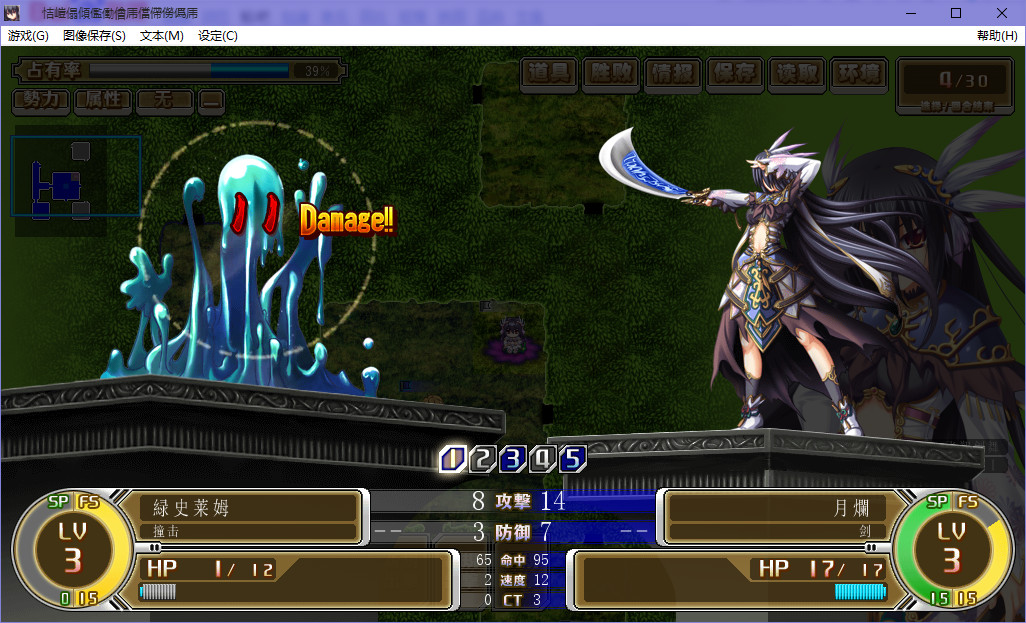 游戏(G) 图像保存(S) 文本(M) 设定(C) 帮助(H)
占有率 39%
道具 胜败 情报 保存 读取 环境
4/30
勢力 属性 无
Damage!!
1 2 3 4 5
8 攻撃 14
-- 3 防御 7 --
65 命中 95
2 速度 12
0 CT 3
SP FS
LV
3
0 15
緑史莱姆
撞击
HP 1/ 12
月爛
剑
HP 17/ 17
SP FS
LV
3
15 15